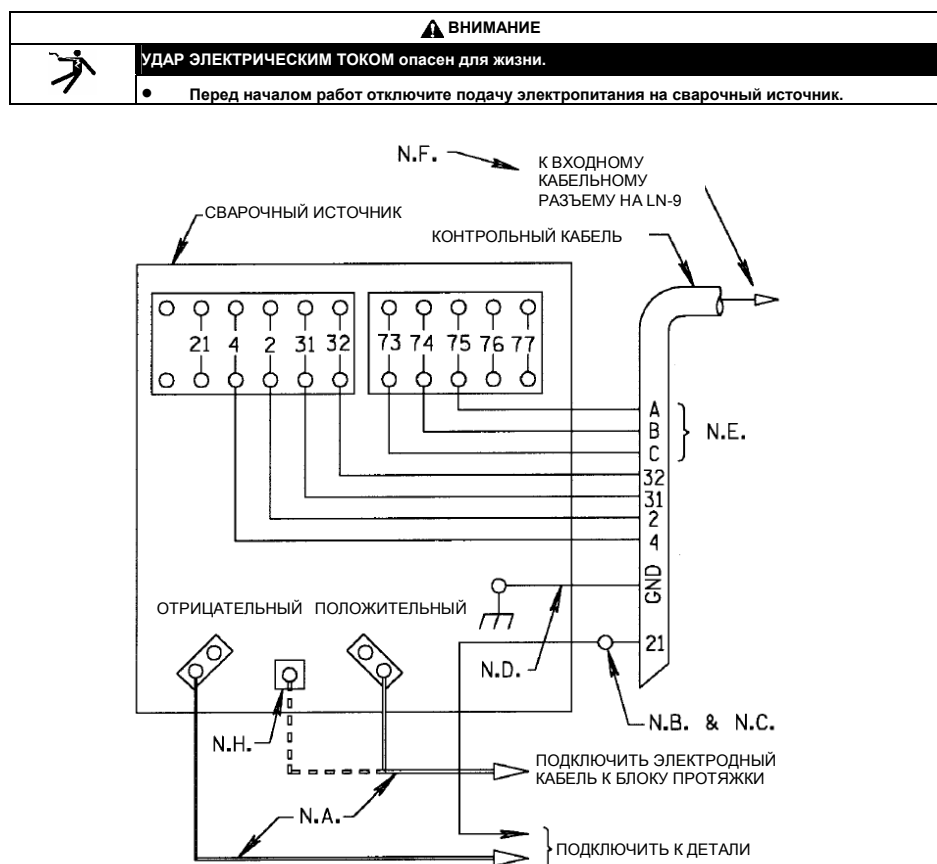 ВНИМАНИЕ
УДАР ЭЛЕКТРИЧЕСКИМ ТОКОМ опасен для жизни.
● Перед началом работ отключите подачу электропитания на сварочный источник.
N.F.
К ВХОДНОМУ
КАБЕЛЬНОМУ
РАЗЪЕМУ НА LN-9
СВАРОЧНЫЙ ИСТОЧНИК
КОНТРОЛЬНЫЙ КАБЕЛЬ
21 4 2 31 32 73 74 75 76 77
A
B
C
N.E.
32
31
2
4
GND
ОТРИЦАТЕЛЬНЫЙ ПОЛОЖИТЕЛЬНЫЙ
21
N.D.
N.B. & N.C.
N.H.
ПОДКЛЮЧИТЬ ЭЛЕКТРОДНЫЙ
КАБЕЛЬ К БЛОКУ ПРОТЯЖКИ
N.A.
ПОДКЛЮЧИТЬ К ДЕТАЛИ